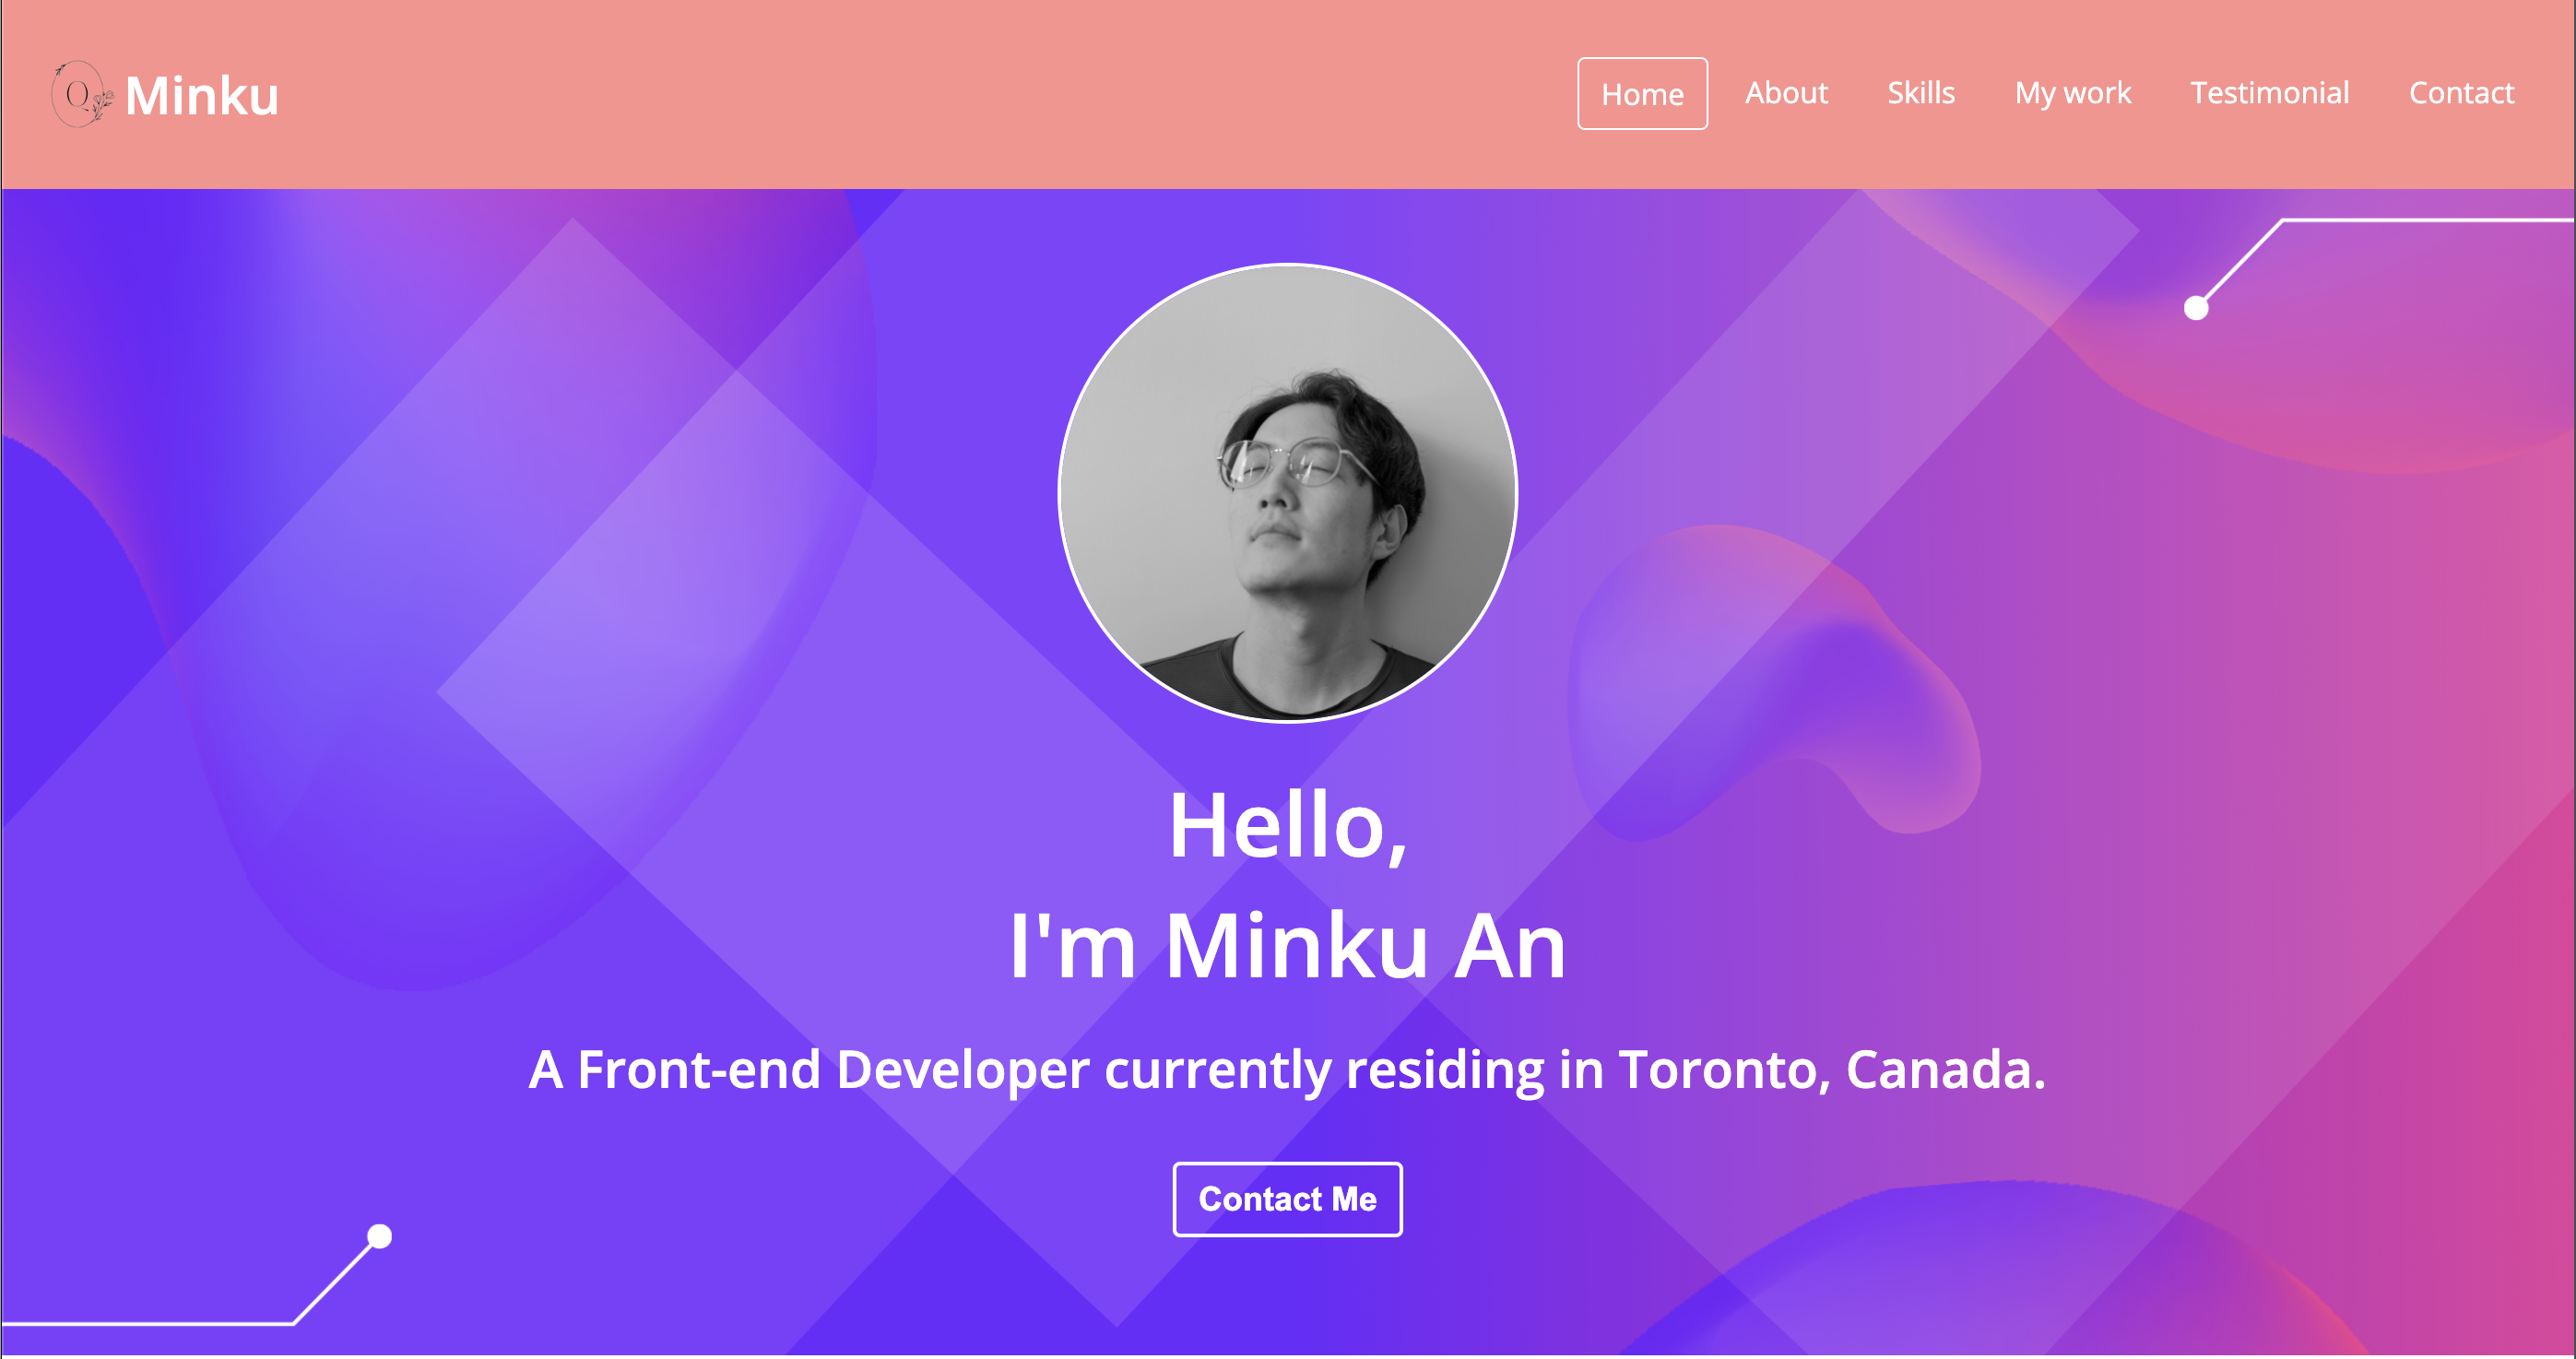 Q
Minku
Home About Skills My work Testimonial Contact
Hello,
I'm Minku An
A Front-end Developer currently residing in Toronto, Canada.
Contact Me